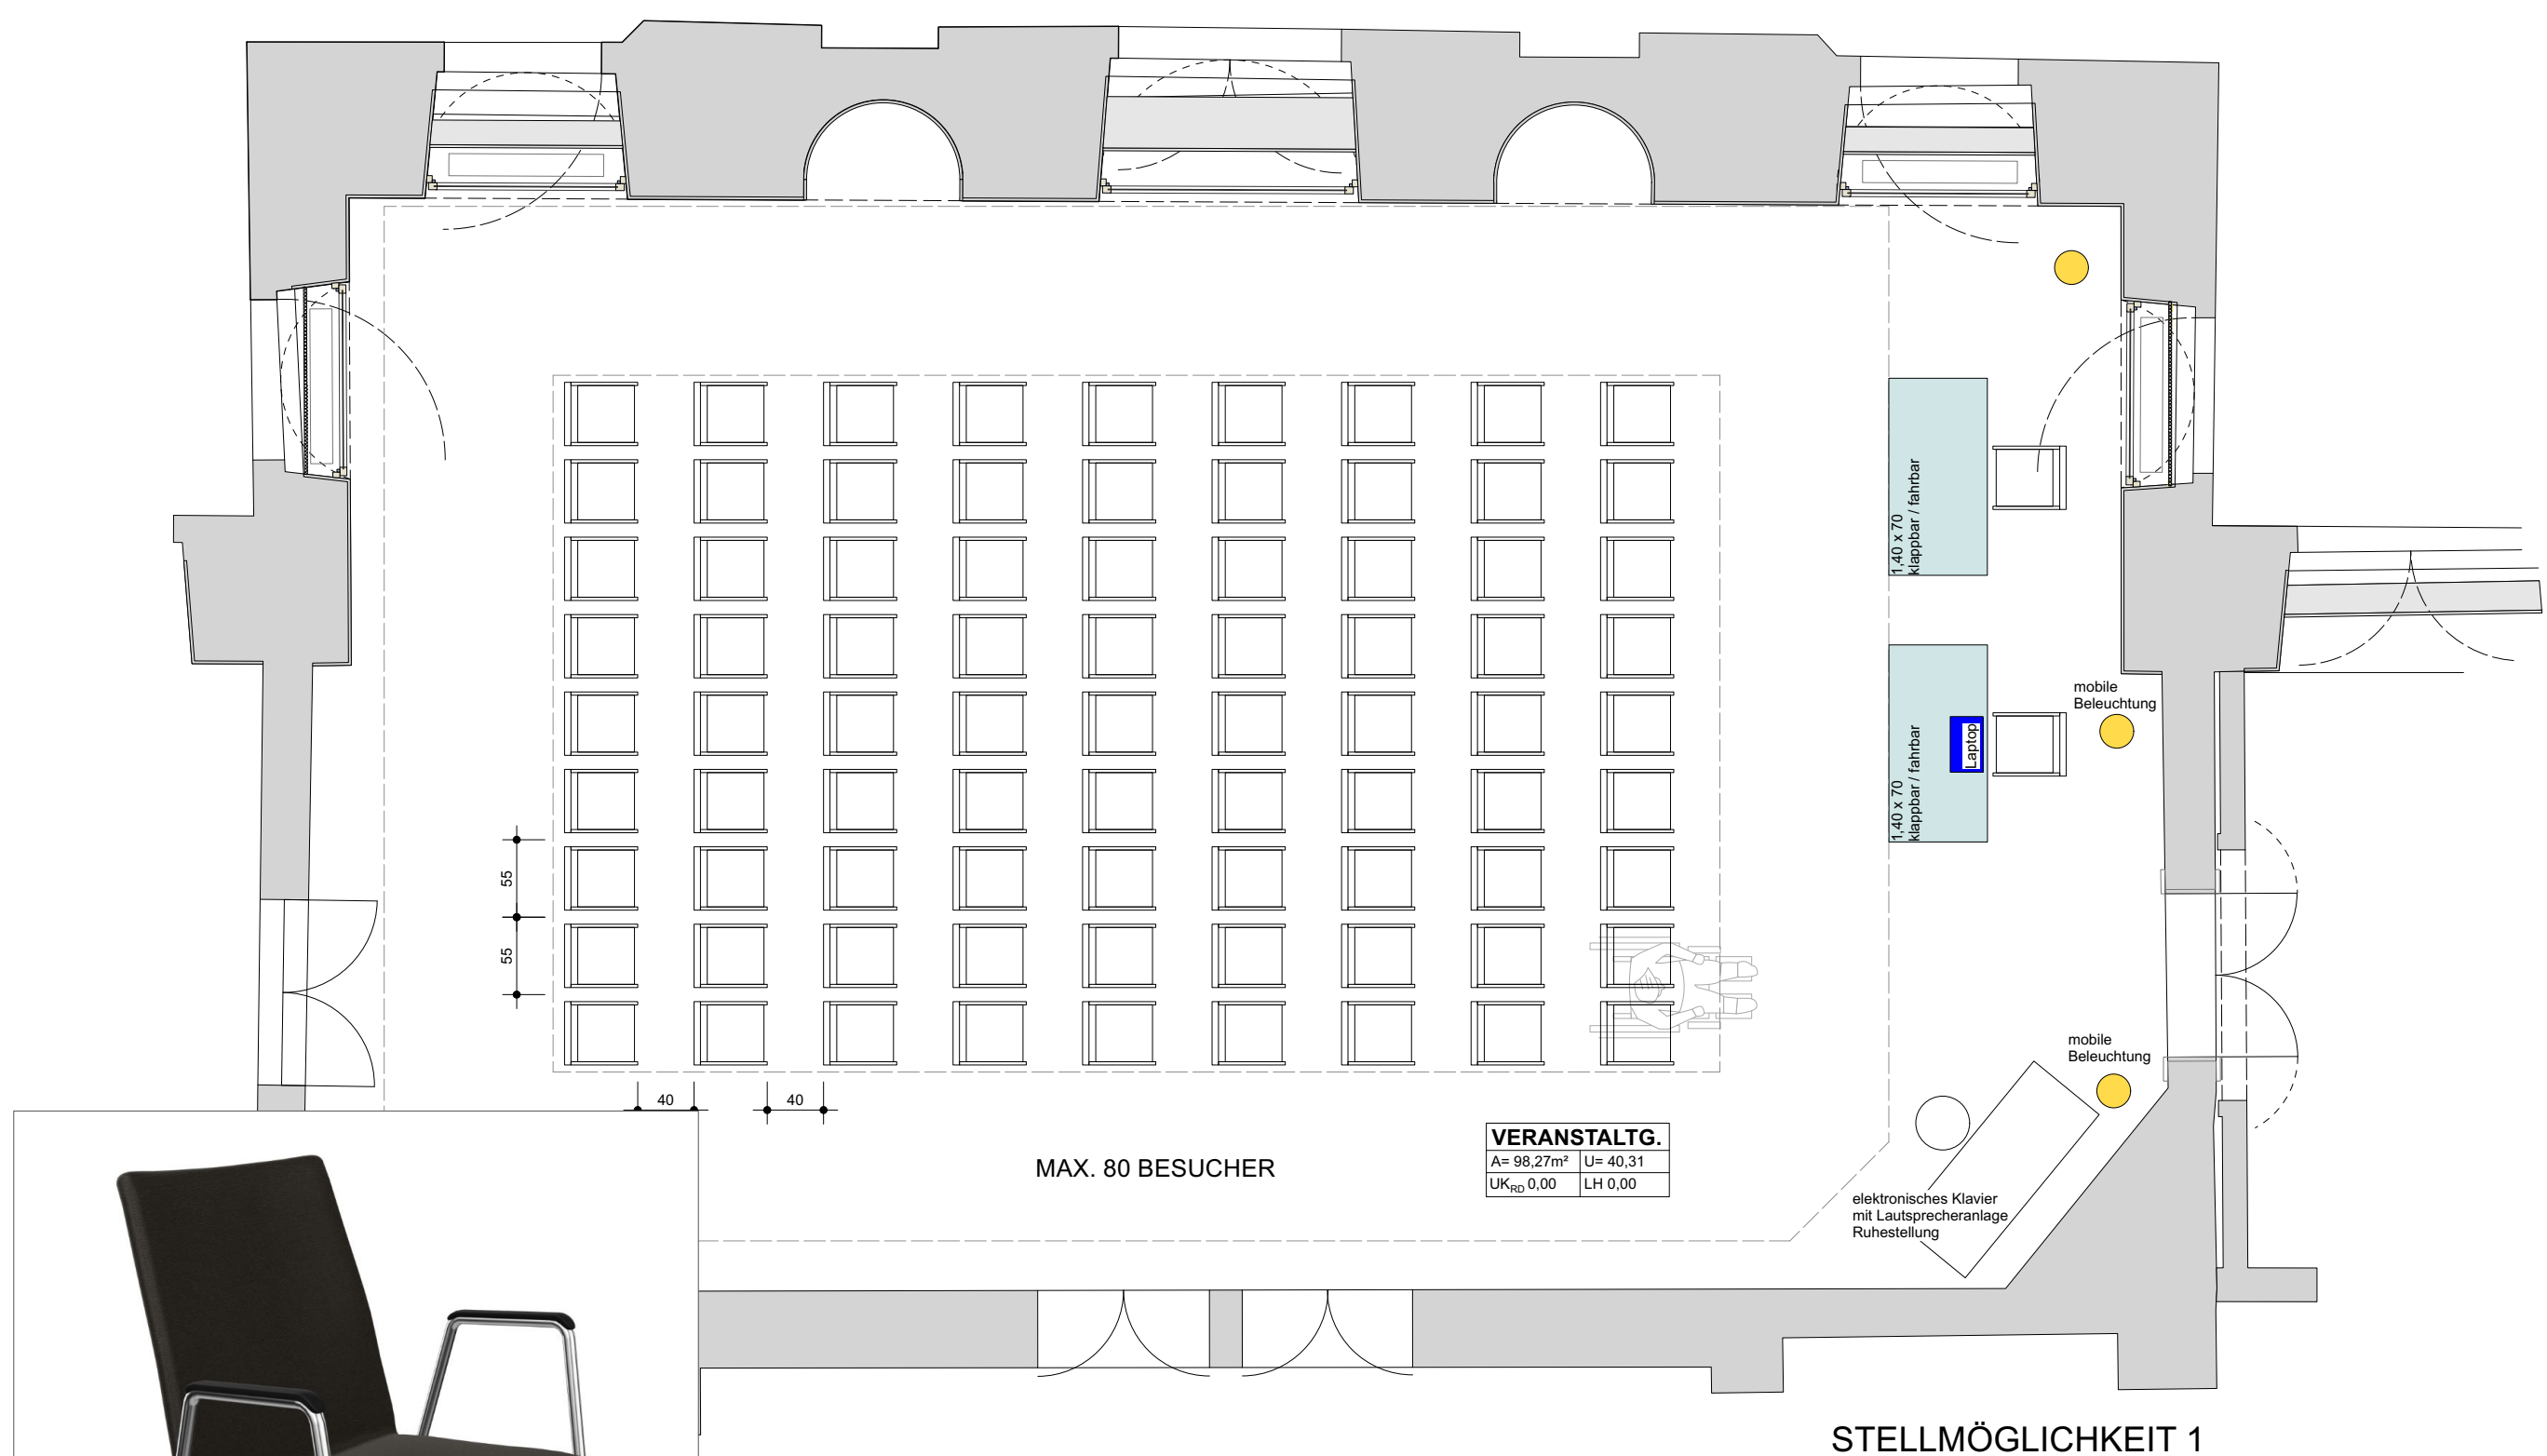 1,40 x 70
klappbar / fahrbar
mobile
Beleuchtung
1,40 x 70
klappbar / fahrbar
Laptop
55
55
mobile
Beleuchtung
40
40
MAX. 80 BESUCHER
VERANSTALTG.
A= 98,27m² U= 40,31
UK_RD 0,00 LH 0,00
elektronisches Klavier
mit Lautsprecheranlage
Ruhestellung
STELLMÖGLICHKEIT 1